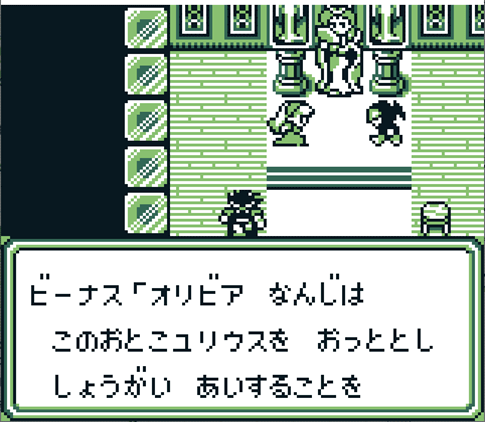 ビーナス「オリビア　なんじは
このおとこユリウスを　おっととし
しょうがい　あいすることを